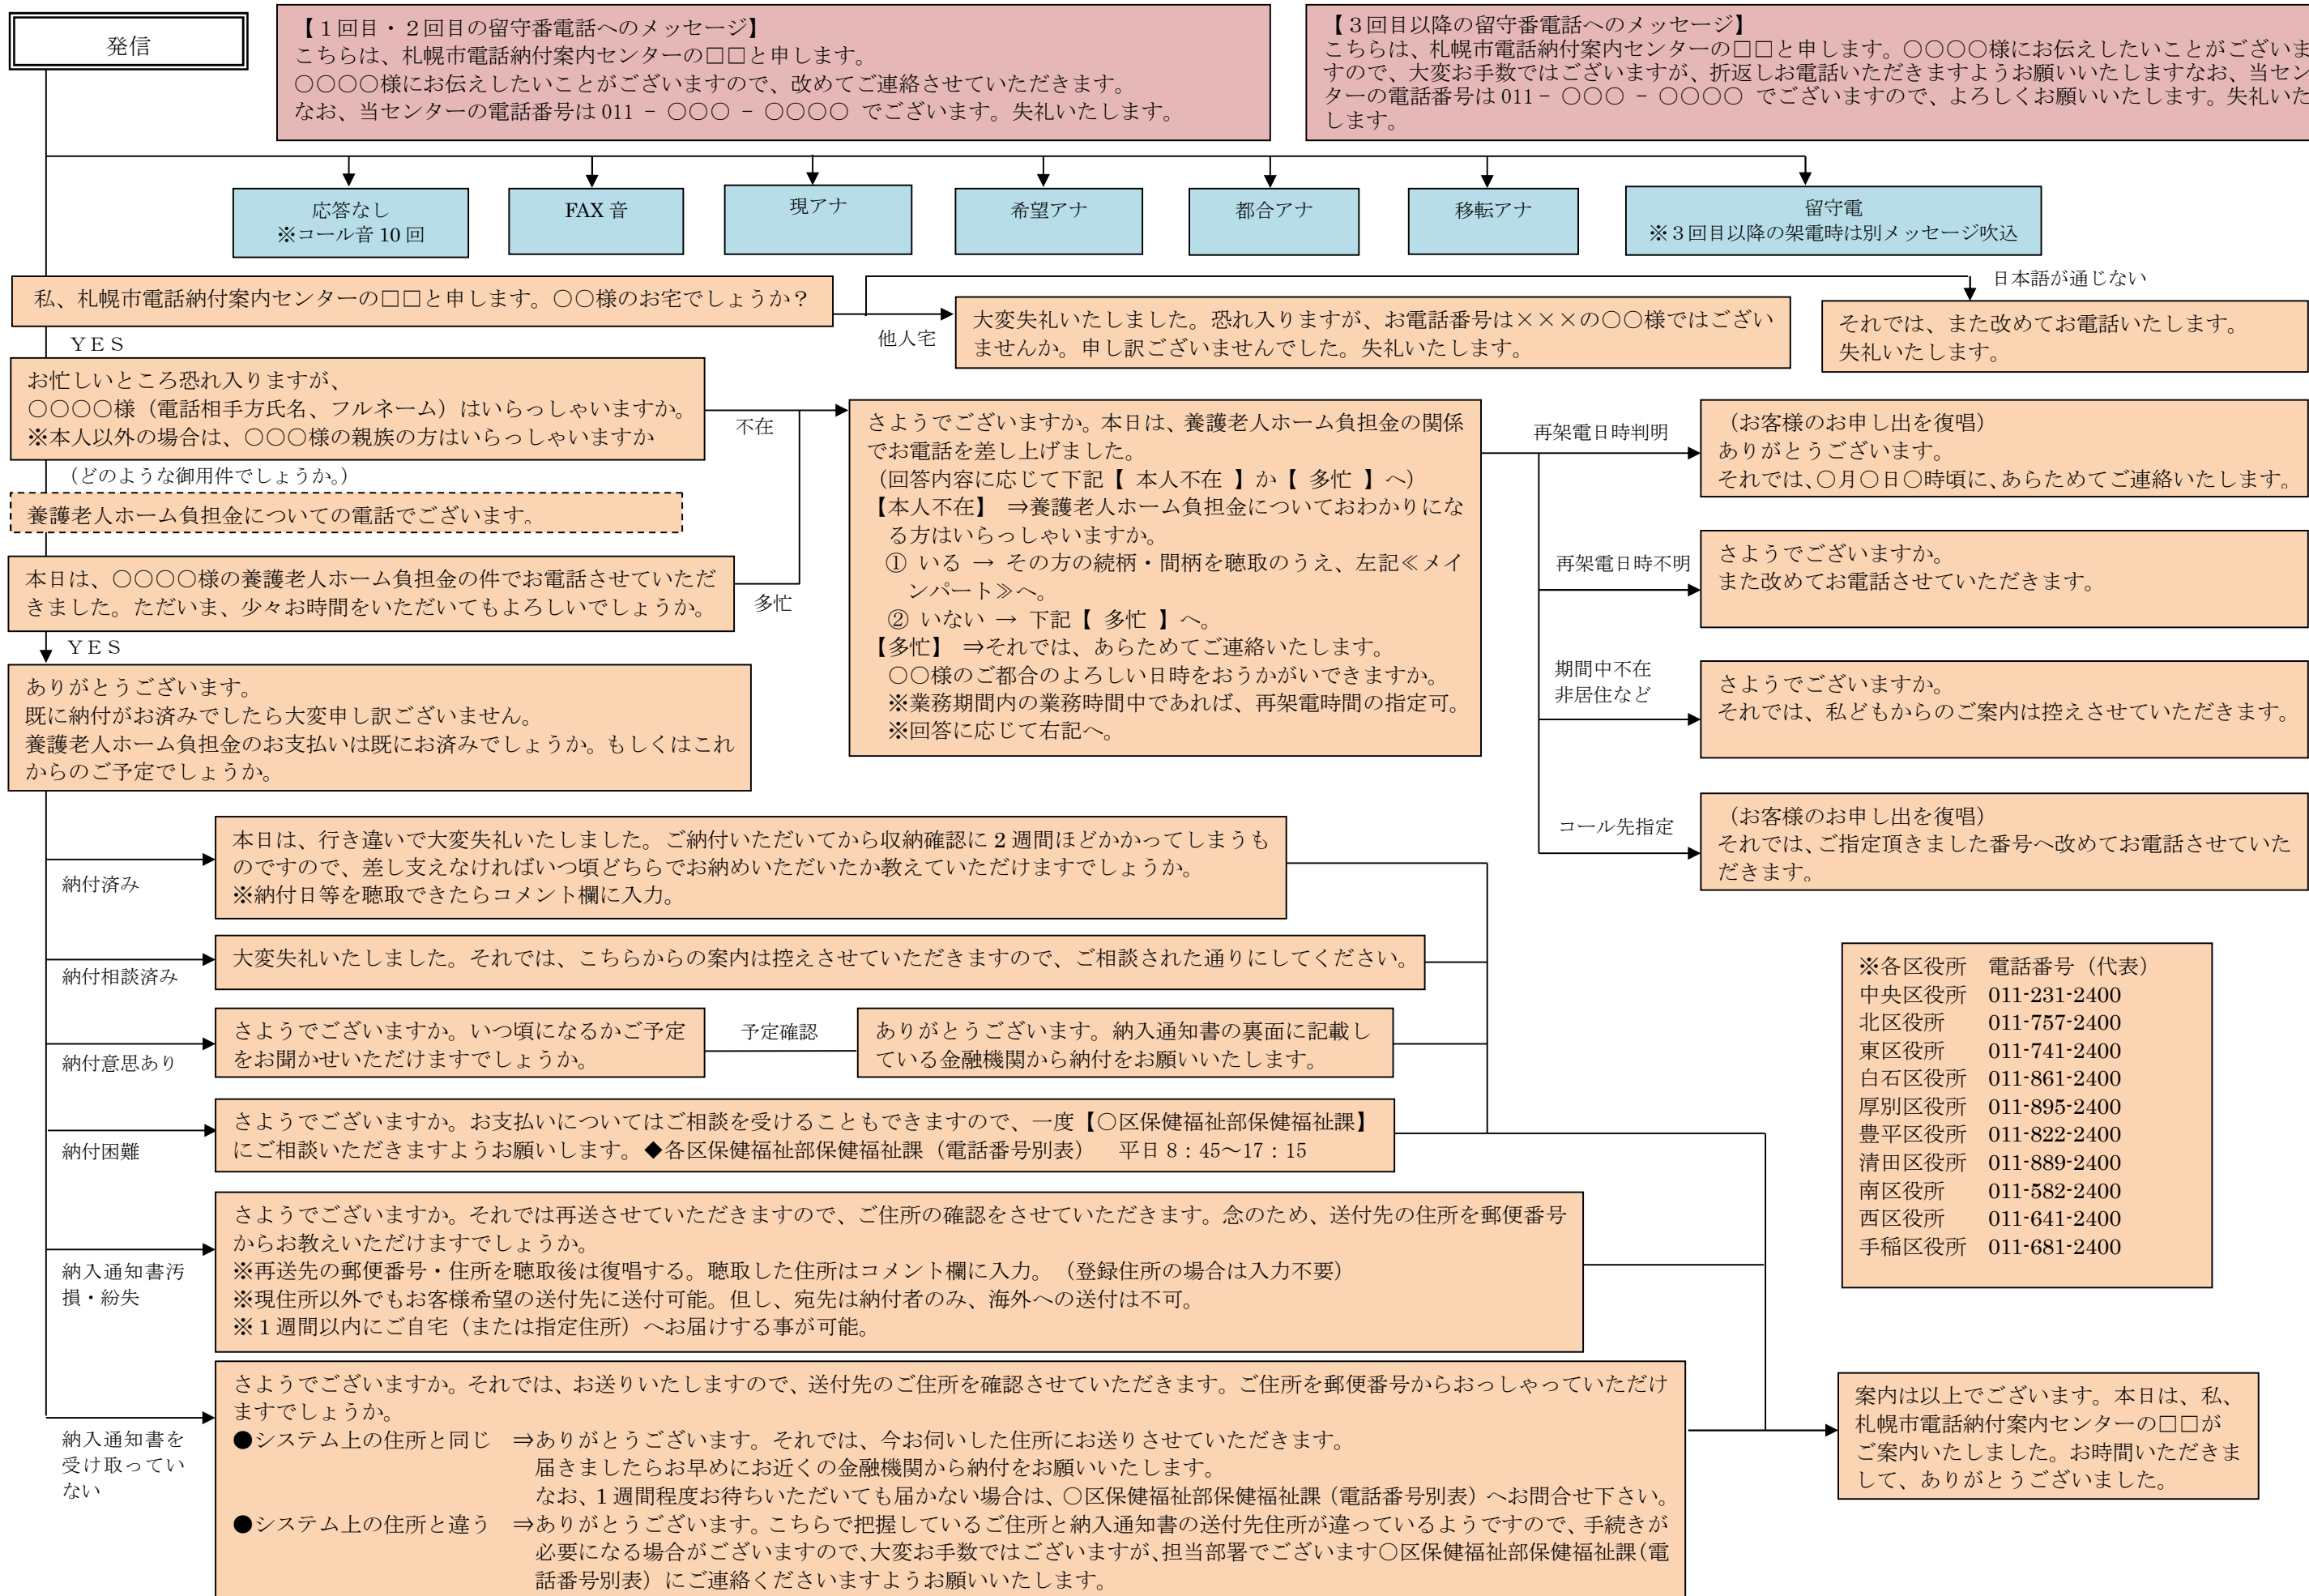 発信
【１回目・２回目の留守番電話へのメッセージ】
こちらは、札幌市電話納付案内センターの□□と申します。
○○○○様にお伝えしたいことがございますので、改めてご連絡させていただきます。
なお、当センターの電話番号は 011 － ○○○ － ○○○○ でございます。失礼いたします。
【３回目以降の留守番電話へのメッセージ】
こちらは、札幌市電話納付案内センターの□□と申します。○○○○様にお伝えしたいことがございま
すので、大変お手数ではございますが、折返しお電話いただきますようお願いいたしますなお、当セン
ターの電話番号は 011－ ○○○ － ○○○○ でございますので、よろしくお願いいたします。失礼いた
します。
応答なし
※コール音 10 回
FAX 音
現アナ
希望アナ
都合アナ
移転アナ
留守電
※３回目以降の架電時は別メッセージ吹込
私、札幌市電話納付案内センターの□□と申します。○○様のお宅でしょうか？
他人宅
大変失礼いたしました。恐れ入りますが、お電話番号は×××の○○様ではござい
ませんか。申し訳ございませんでした。失礼いたします。
日本語が通じない
それでは、また改めてお電話いたします。
失礼いたします。
ＹＥＳ
お忙しいところ恐れ入りますが、
○○○○様（電話相手方氏名、フルネーム）はいらっしゃいますか。
※本人以外の場合は、○○○様の親族の方はいらっしゃいますか
不在
（どのような御用件でしょうか。）
養護老人ホーム負担金についての電話でございます。
本日は、○○○○様の養護老人ホーム負担金の件でお電話させていただ
きました。ただいま、少々お時間をいただいてもよろしいでしょうか。
多忙
ＹＥＳ
ありがとうございます。
既に納付がお済みでしたら大変申し訳ございません。
養護老人ホーム負担金のお支払いは既にお済みでしょうか。もしくはこれ
からのご予定でしょうか。
さようでございますか。本日は、養護老人ホーム負担金の関係
でお電話を差し上げました。
（回答内容に応じて下記【 本人不在 】か【 多忙 】へ）
【本人不在】 ⇒養護老人ホーム負担金についておわかりにな
る方はいらっしゃいますか。
① いる → その方の続柄・間柄を聴取のうえ、左記≪メイ
ンパート≫へ。
② いない → 下記【 多忙 】へ。
【多忙】 ⇒それでは、あらためてご連絡いたします。
○○様のご都合のよろしい日時をおうかがいできますか。
※業務期間内の業務時間中であれば、再架電時間の指定可。
※回答に応じて右記へ。
再架電日時判明
（お客様のお申し出を復唱）
ありがとうございます。
それでは、○月○日○時頃に、あらためてご連絡いたします。
再架電日時不明
さようでございますか。
また改めてお電話させていただきます。
期間中不在
非居住など
さようでございますか。
それでは、私どもからのご案内は控えさせていただきます。
コール先指定
（お客様のお申し出を復唱）
それでは、ご指定頂きました番号へ改めてお電話させていた
だきます。
納付済み
本日は、行き違いで大変失礼いたしました。ご納付いただいてから収納確認に 2 週間ほどかかってしまうも
のですので、差し支えなければいつ頃どちらでお納めいただいたか教えていただけますでしょうか。
※納付日等を聴取できたらコメント欄に入力。
納付相談済み
大変失礼いたしました。それでは、こちらからの案内は控えさせていただきますので、ご相談された通りにしてください。
納付意思あり
さようでございますか。いつ頃になるかご予定
をお聞かせいただけますでしょうか。
予定確認
ありがとうございます。納入通知書の裏面に記載し
ている金融機関から納付をお願いいたします。
納付困難
さようでございますか。お支払いについてはご相談を受けることもできますので、一度【○区保健福祉部保健福祉課】
にご相談いただきますようお願いします。◆各区保健福祉部保健福祉課（電話番号別表）　平日 8：45～17：15
納入通知書汚
損・紛失
さようでございますか。それでは再送させていただきますので、ご住所の確認をさせていただきます。念のため、送付先の住所を郵便番号
からお教えいただけますでしょうか。
※再送先の郵便番号・住所を聴取後は復唱する。聴取した住所はコメント欄に入力。（登録住所の場合は入力不要）
※現住所以外でもお客様希望の送付先に送付可能。但し、宛先は納付者のみ、海外への送付は不可。
※１週間以内にご自宅（または指定住所）へお届けする事が可能。
納入通知書を
受け取ってい
ない
さようでございますか。それでは、お送りいたしますので、送付先のご住所を確認させていただきます。ご住所を郵便番号からおっしゃっていただけ
ますでしょうか。
●システム上の住所と同じ　⇒ありがとうございます。それでは、今お伺いした住所にお送りさせていただきます。
届きましたらお早めにお近くの金融機関から納付をお願いいたします。
なお、１週間程度お待ちいただいても届かない場合は、○区保健福祉部保健福祉課（電話番号別表）へお問合せ下さい。
●システム上の住所と違う　⇒ありがとうございます。こちらで把握しているご住所と納入通知書の送付先住所が違っているようですので、手続きが
必要になる場合がございますので、大変お手数ではございますが、担当部署でございます○区保健福祉部保健福祉課（電
話番号別表）にご連絡くださいますようお願いいたします。
※各区役所　電話番号（代表）
中央区役所　011-231-2400
北区役所　011-757-2400
東区役所　011-741-2400
白石区役所　011-861-2400
厚別区役所　011-895-2400
豊平区役所　011-822-2400
清田区役所　011-889-2400
南区役所　011-582-2400
西区役所　011-641-2400
手稲区役所　011-681-2400
案内は以上でございます。本日は、私、
札幌市電話納付案内センターの□□が
ご案内いたしました。お時間いただきま
して、ありがとうございました。